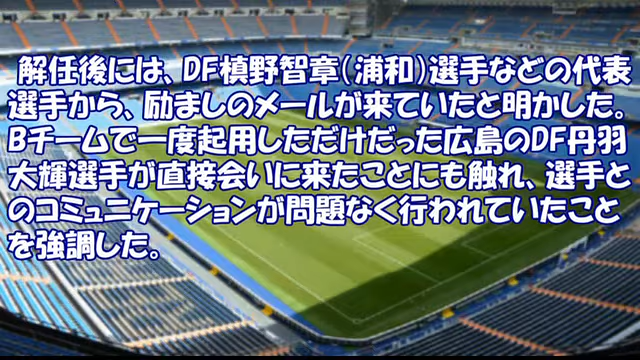 解任後には、DF槙野智章(浦和)選手などの代表
選手から、励ましのメールが来ていたと明かした。
Bチームで一度起用しただけだった広島のDF丹羽
大輝選手が直接会いに来たことにも触れ、選手と
のコミュニケーションが問題なく行われていたこと
を強調した。